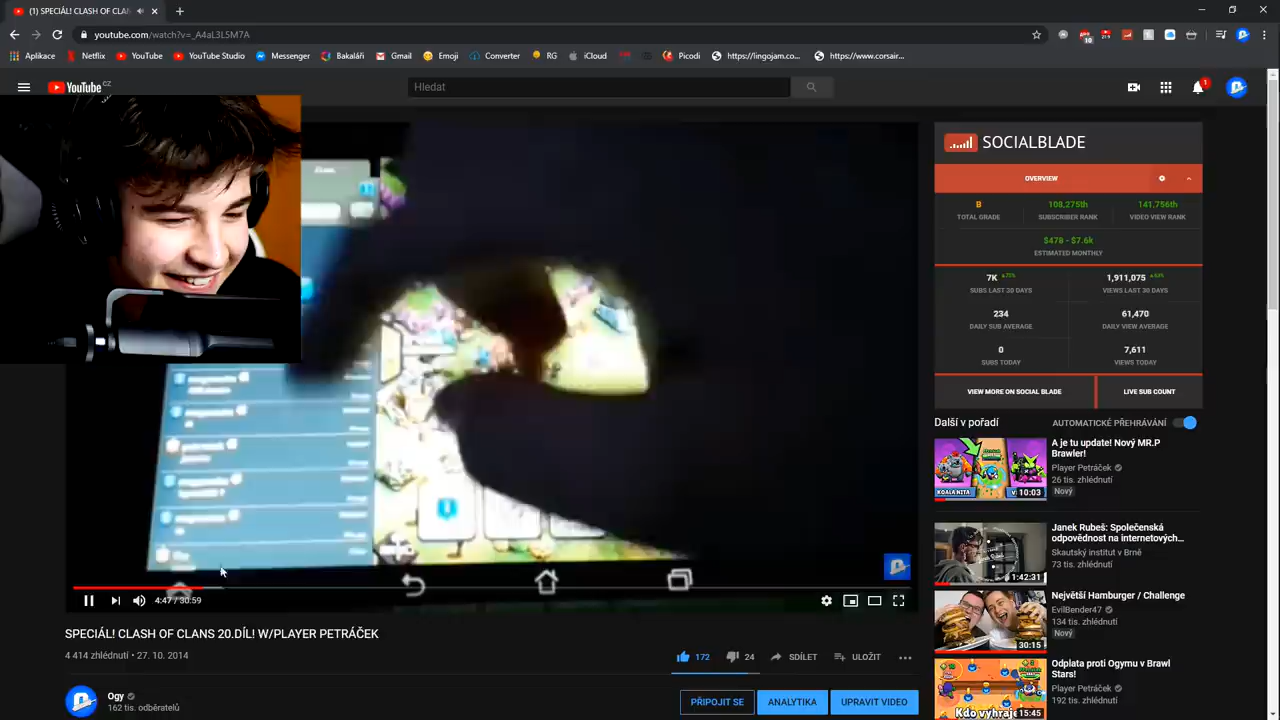 (1) SPECIÁL! CLASH OF CLAN
youtube.com/watch?v=_A4aL3L5M7A
Aplikace Netflix YouTube YouTube Studio Messenger Bakaláři Gmail Emoji Converter RG iCloud Picodi https://lingojam.co... https://www.corsair...
YouTube CZ
Hledat
1
SOCIALBLADE
OVERVIEW
B 108,275th 141,756th
TOTAL GRADE SUBSCRIBER RANK VIDEO VIEW RANK
$478 - $7.6k
ESTIMATED MONTHLY
7K 1,911,075
SUBS LAST 30 DAYS VIEWS LAST 30 DAYS
234 61,470
DAILY SUB AVERAGE DAILY VIEW AVERAGE
0 7,611
SUBS TODAY VIEWS TODAY
VIEW MORE ON SOCIAL BLADE LIVE SUB COUNT
Další v pořadí AUTOMATICKÉ PŘEHRÁVÁNÍ
A je tu update! Nový MR.P
Brawler!
Player Petráček
26 tis. zhlédnutí
Nový
KOALA NITA
10:03
Janek Rubeš: Společenská
odpovědnost na internetových...
Skautský institut v Brně
73 tis. zhlédnutí
1:42:31
Největší Hamburger / Challenge
EvilBender47
134 tis. zhlédnutí
Nový
30:15
Odplata proti Ogymu v Brawl
Stars!
Player Petráček
192 tis. zhlédnutí
Kdo vyhraje
15:45
4:47 / 30:59
SPECIÁL! CLASH OF CLANS 20.DÍL! W/PLAYER PETRÁČEK
4 414 zhlédnutí • 27. 10. 2014
172 24 SDÍLET ULOŽIT
Ogy
162 tis. odběratelů
PŘIPOJIT SE ANALYTIKA UPRAVIT VIDEO